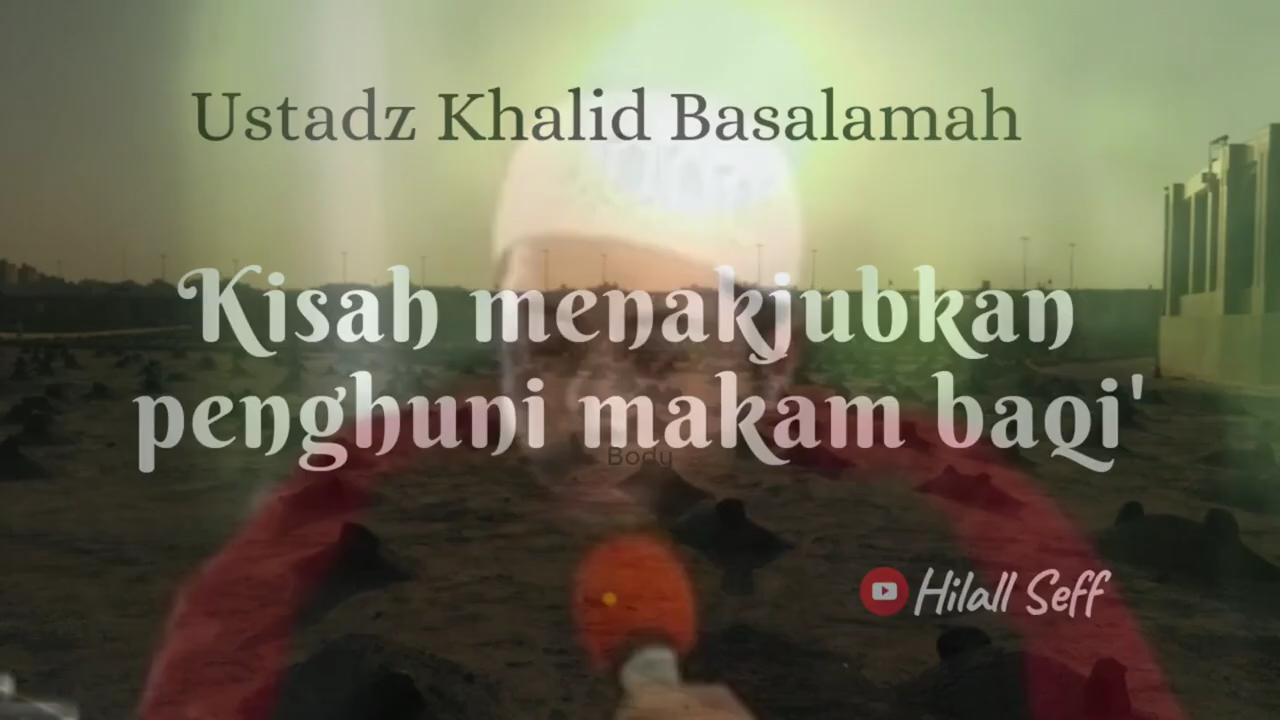 Ustadz Khalid Basalamah
Kisah menakjubkan
penghuni makam baqi'
Body
Hilall Seff